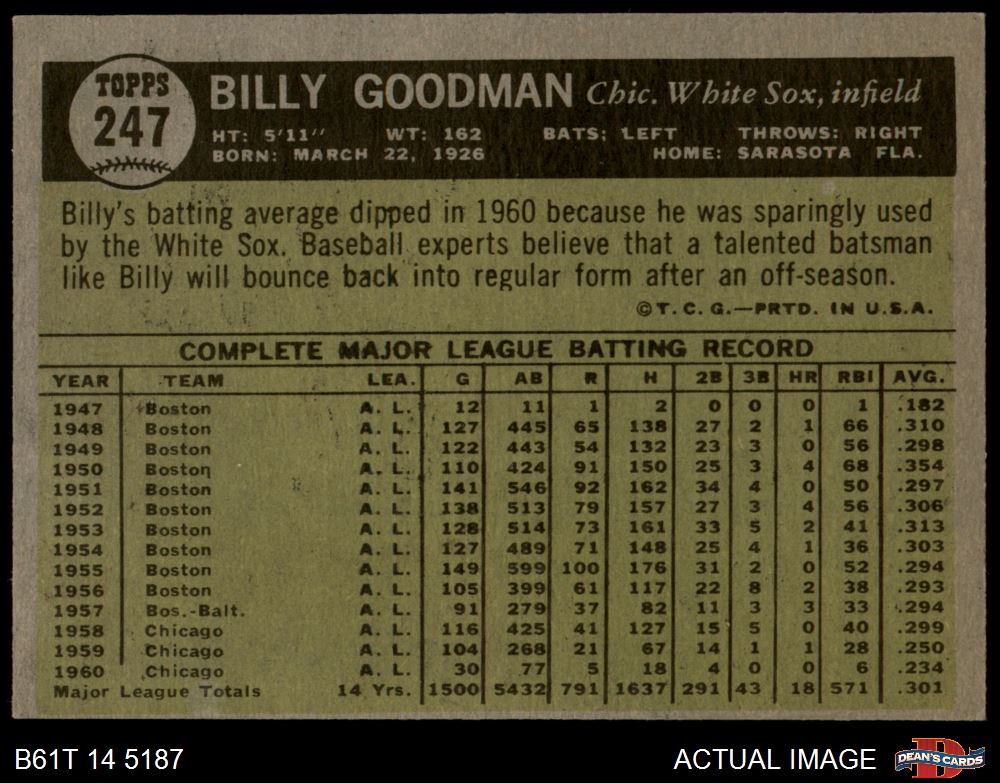 TOPPS
247
BILLY GOODMAN Chic. White Sox, infield
HT: 5'11" WT: 162 BATS: LEFT THROWS: RIGHT
BORN: MARCH 22, 1926 HOME: SARASOTA FLA.
Billy's batting average dipped in 1960 because he was sparingly used
by the White Sox. Baseball experts believe that a talented batsman
like Billy will bounce back into regular form after an off-season.
©T. C. G.—PRTD. IN U.S.A.
COMPLETE MAJOR LEAGUE BATTING RECORD
YEAR TEAM LEA. G AB R H 2B 3B HR RBI AVG.
1947 Boston A. L. 12 11 1 2 0 0 0 1 .182
1948 Boston A. L. 127 445 65 138 27 2 1 66 .310
1949 Boston A. L. 122 443 54 132 23 3 0 56 .298
1950 Boston A. L. 110 424 91 150 25 3 4 68 .354
1951 Boston A. L. 141 546 92 162 34 4 0 50 .297
1952 Boston A. L. 138 513 79 157 27 3 4 56 .306
1953 Boston A. L. 128 514 73 161 33 5 2 41 .313
1954 Boston A. L. 127 489 71 148 25 4 1 36 .303
1955 Boston A. L. 149 599 100 176 31 2 0 52 .294
1956 Boston A. L. 105 399 61 117 22 8 2 38 .293
1957 Bos.-Balt. A. L. 91 279 37 82 11 3 3 33 .294
1958 Chicago A. L. 116 425 41 127 15 5 0 40 .299
1959 Chicago A. L. 104 268 21 67 14 1 1 28 .250
1960 Chicago A. L. 30 77 5 18 4 0 0 6 .234
Major League Totals 14 Yrs. 1500 5432 791 1637 291 43 18 571 .301
B61T 14 5187 ACTUAL IMAGE D DEAN'S CARDS